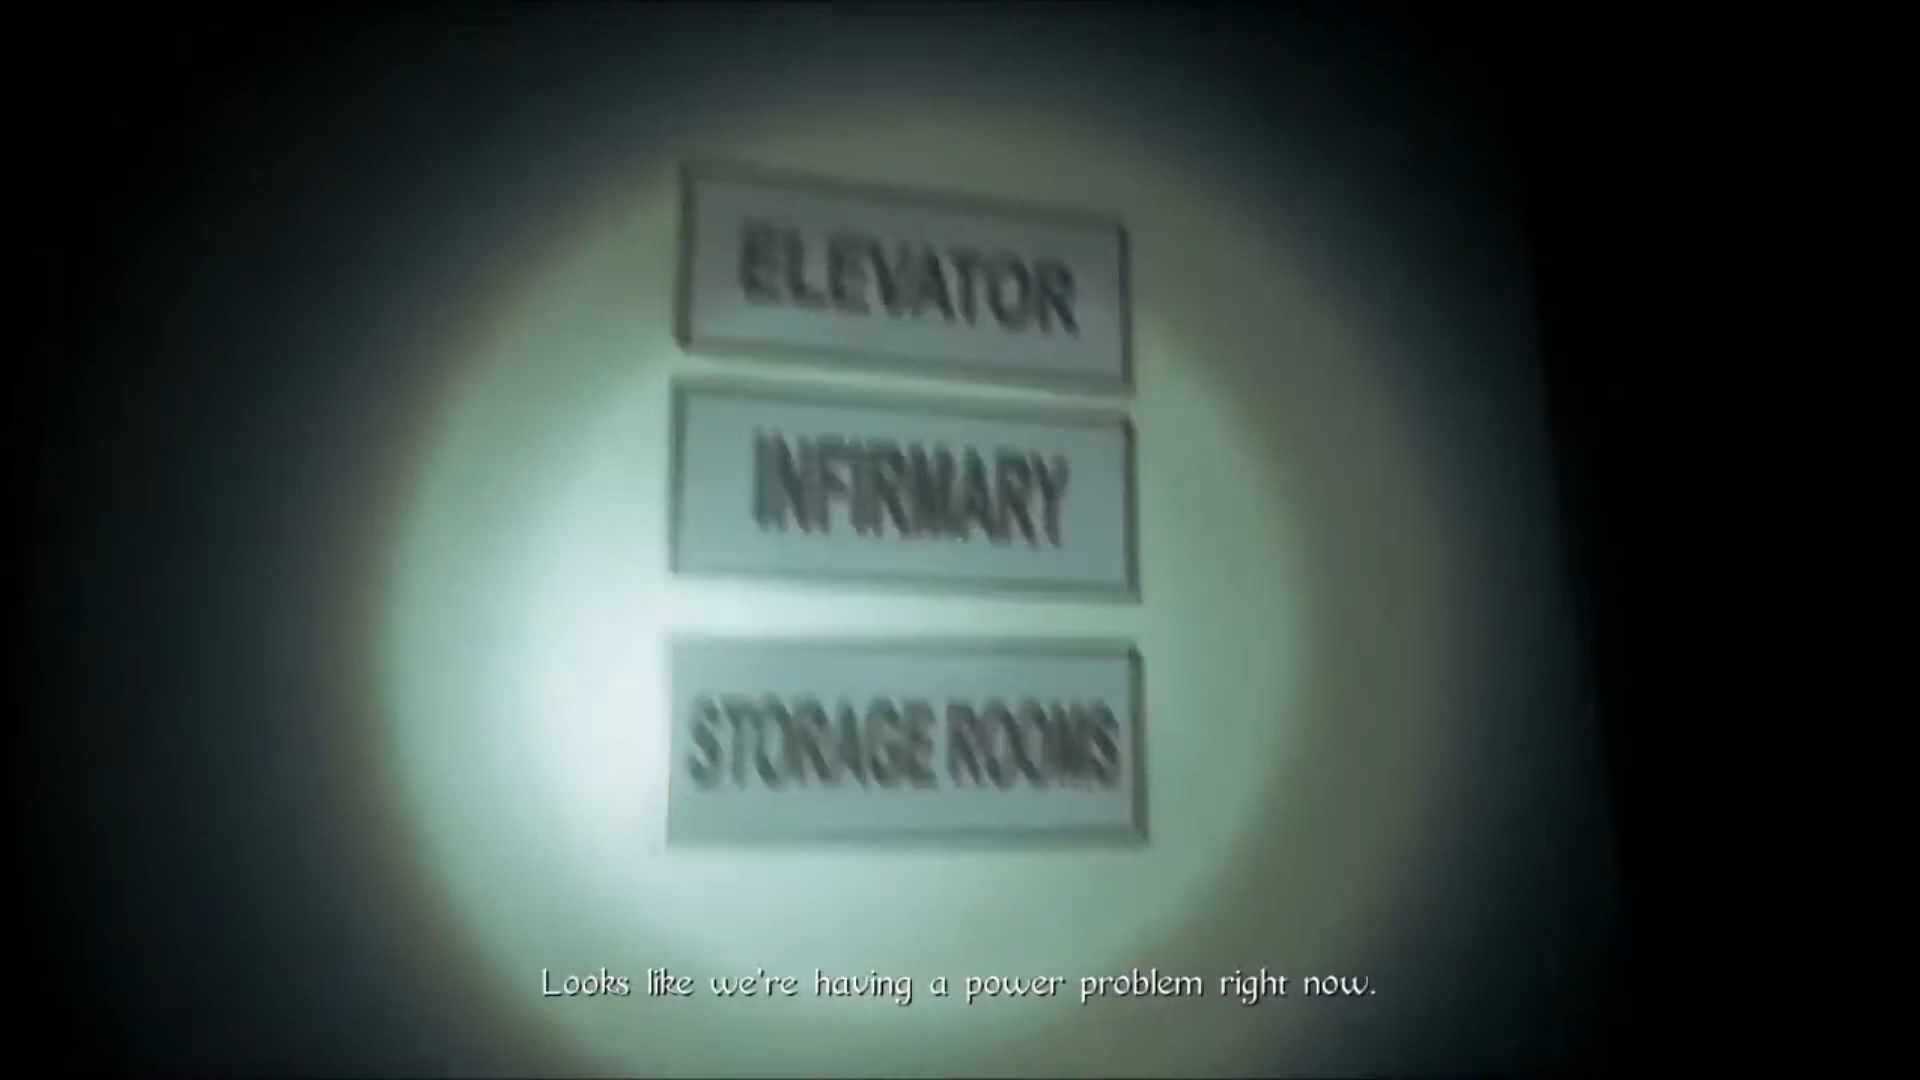 ELEVATOR
INFIRMARY
STORAGE ROOMS
Looks like we're having a power problem right now.